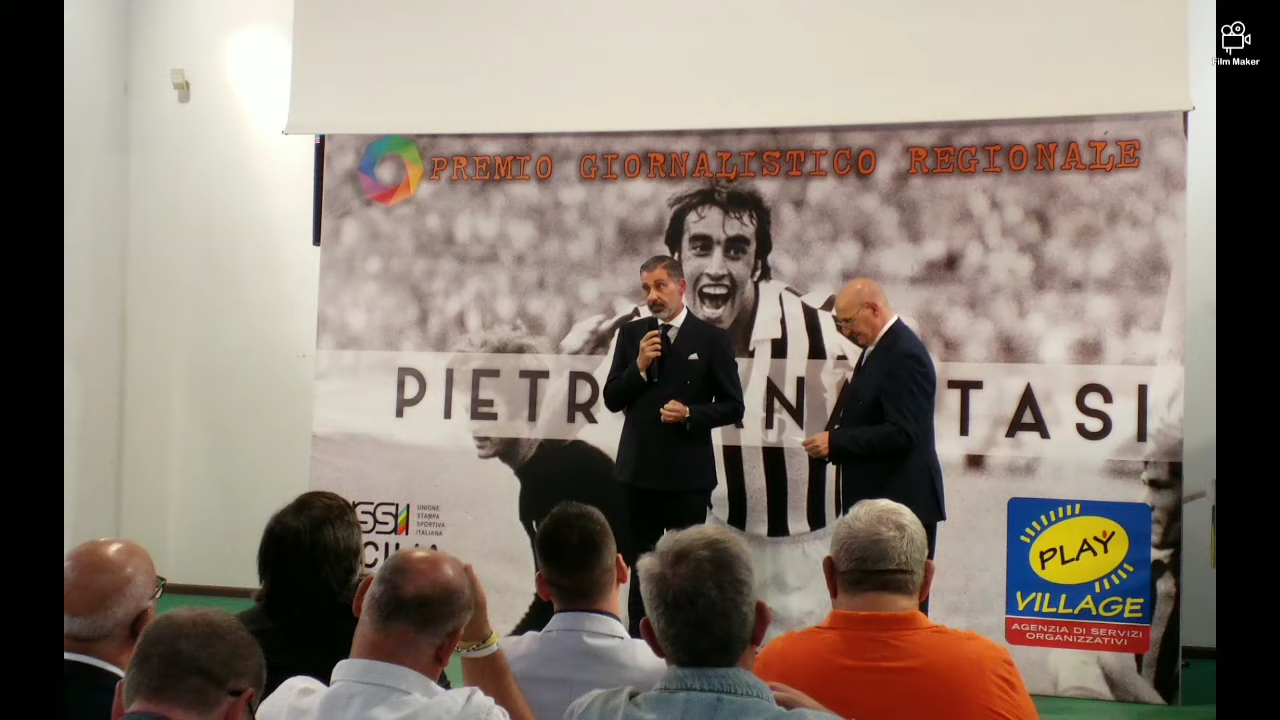 Film Maker
PREMIO GIORNALISTICO REGIONALE
PIETR NA TASI
USSI
UNIONE
STAMPA
SPORTIVA
ITALIANA
PLAY
VILLAGE
AGENZIA DI SERVIZI
ORGANIZZATIVI